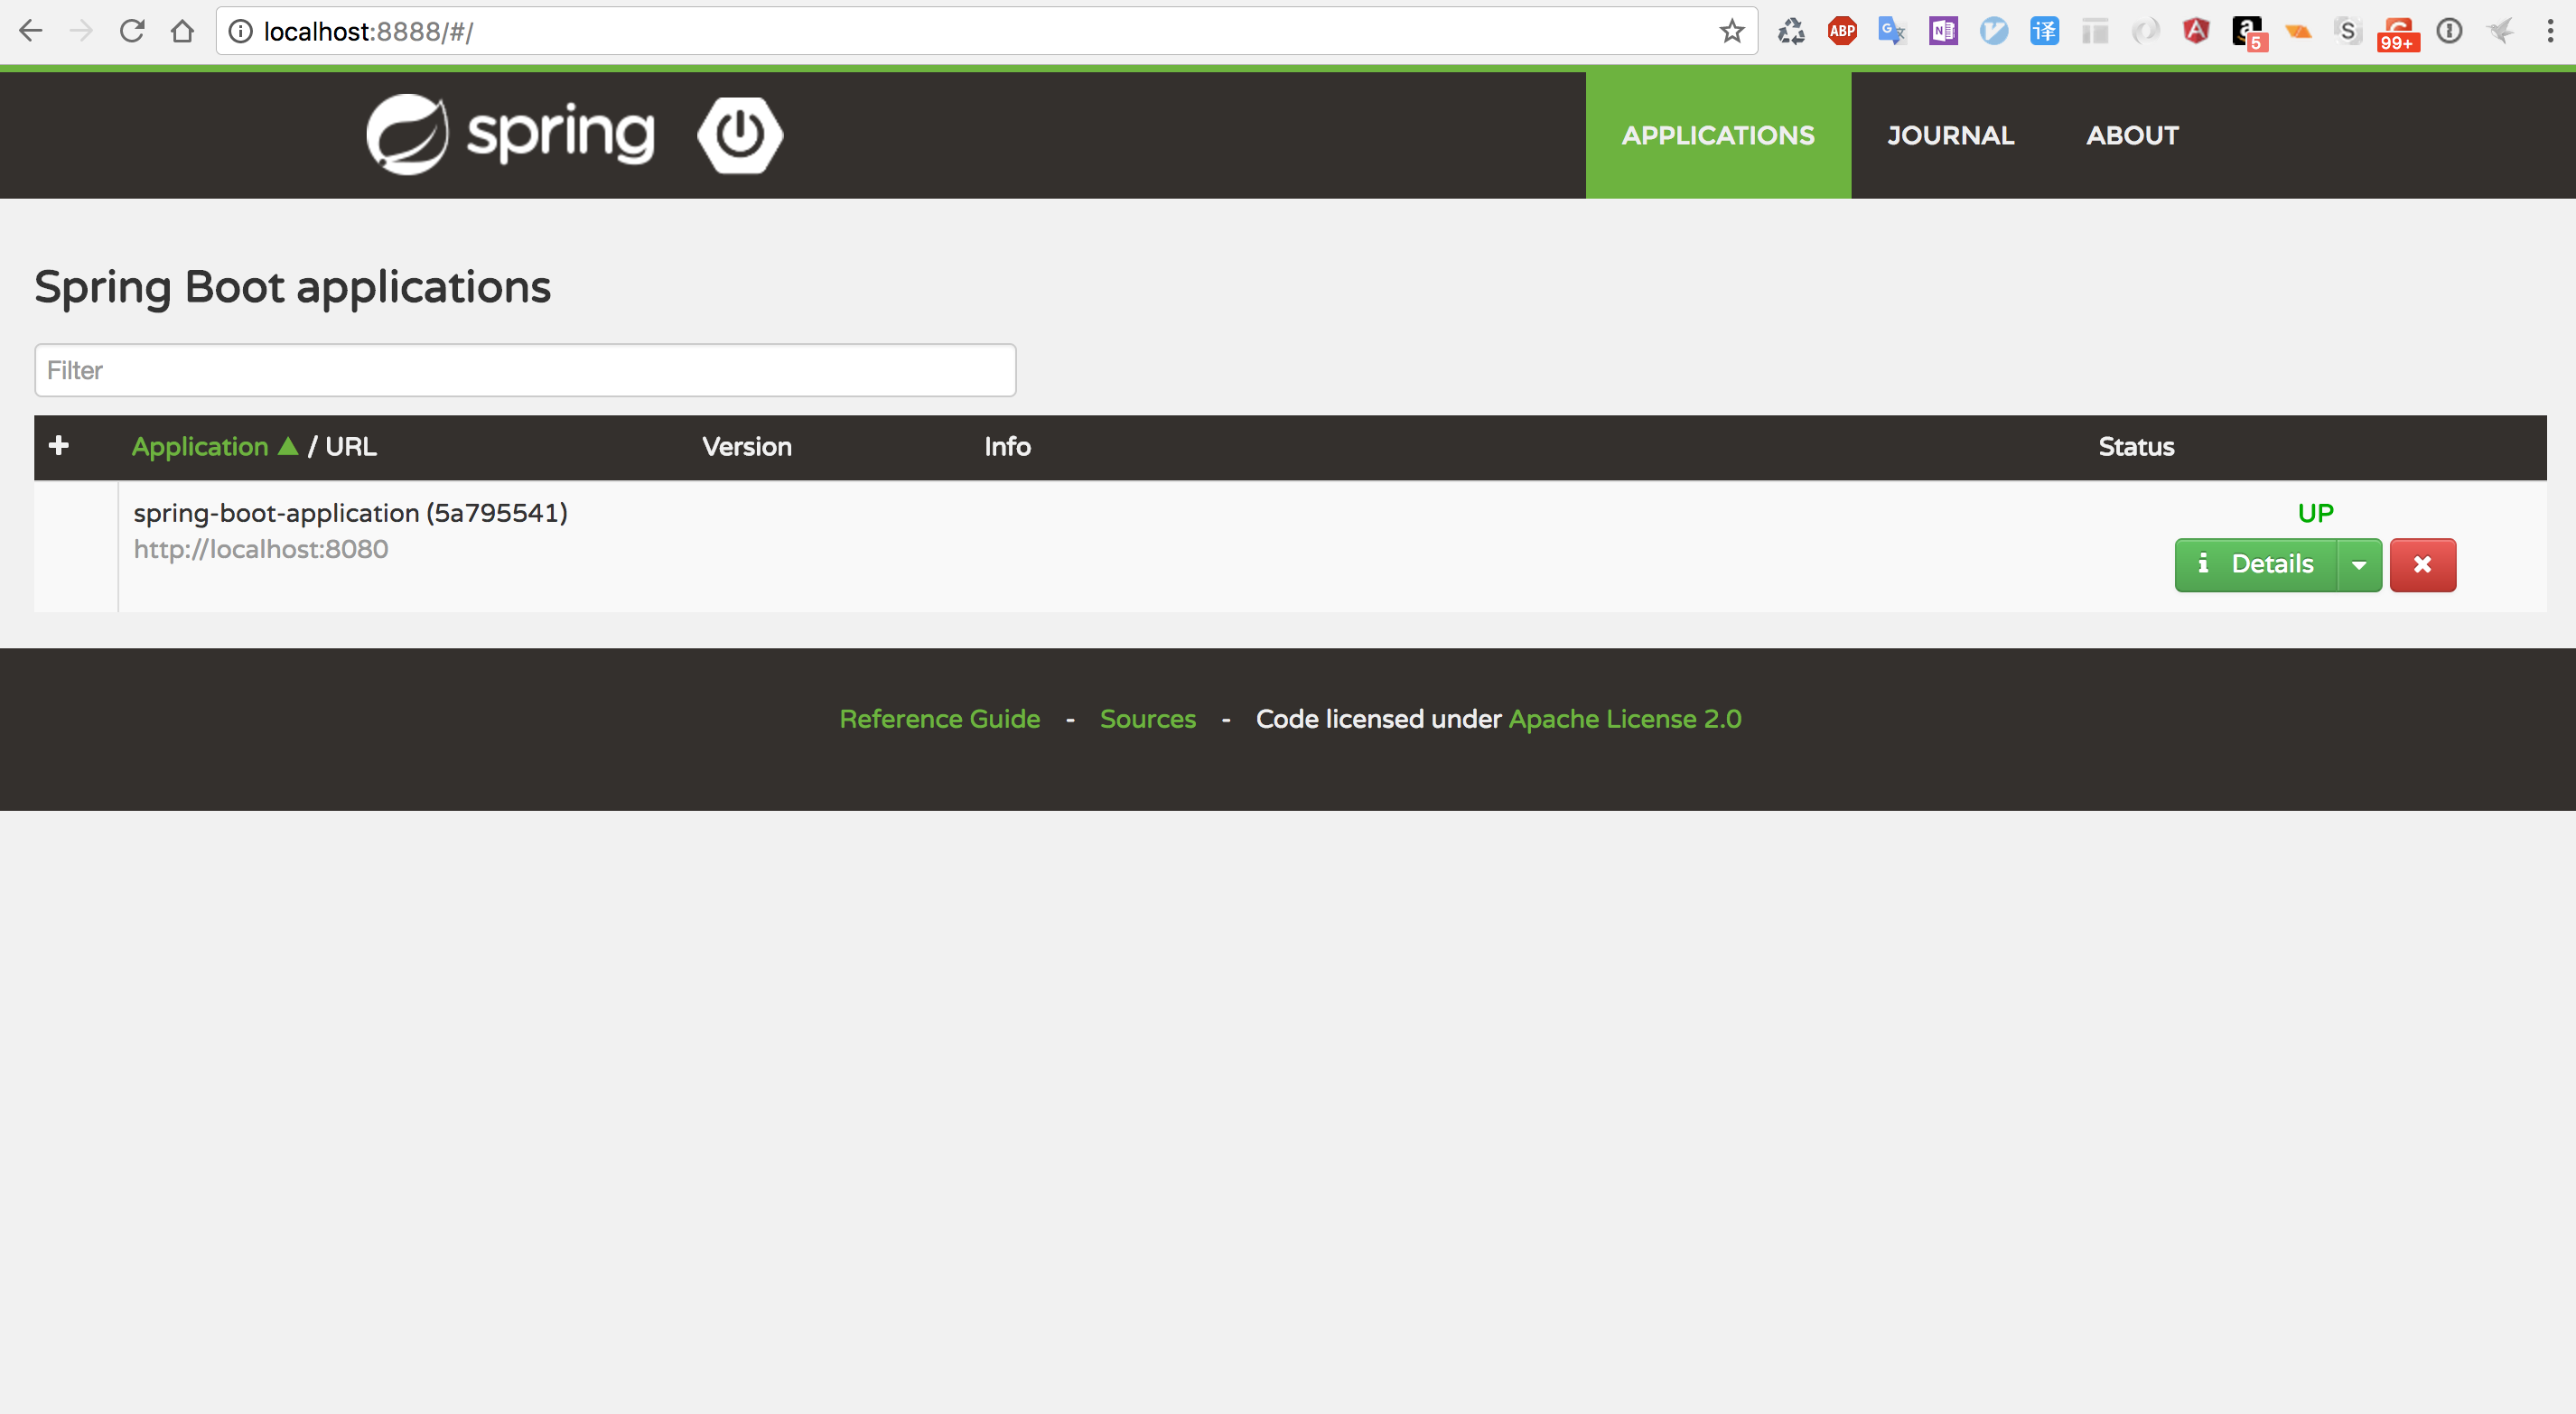 localhost:8888/#/
ABP
译
5
S
99+
spring
APPLICATIONS
JOURNAL
ABOUT
Spring Boot applications
Filter
Application ▲ / URL
Version
Info
Status
spring-boot-application (5a795541)
http://localhost:8080
UP
Details
Reference Guide - Sources - Code licensed under Apache License 2.0